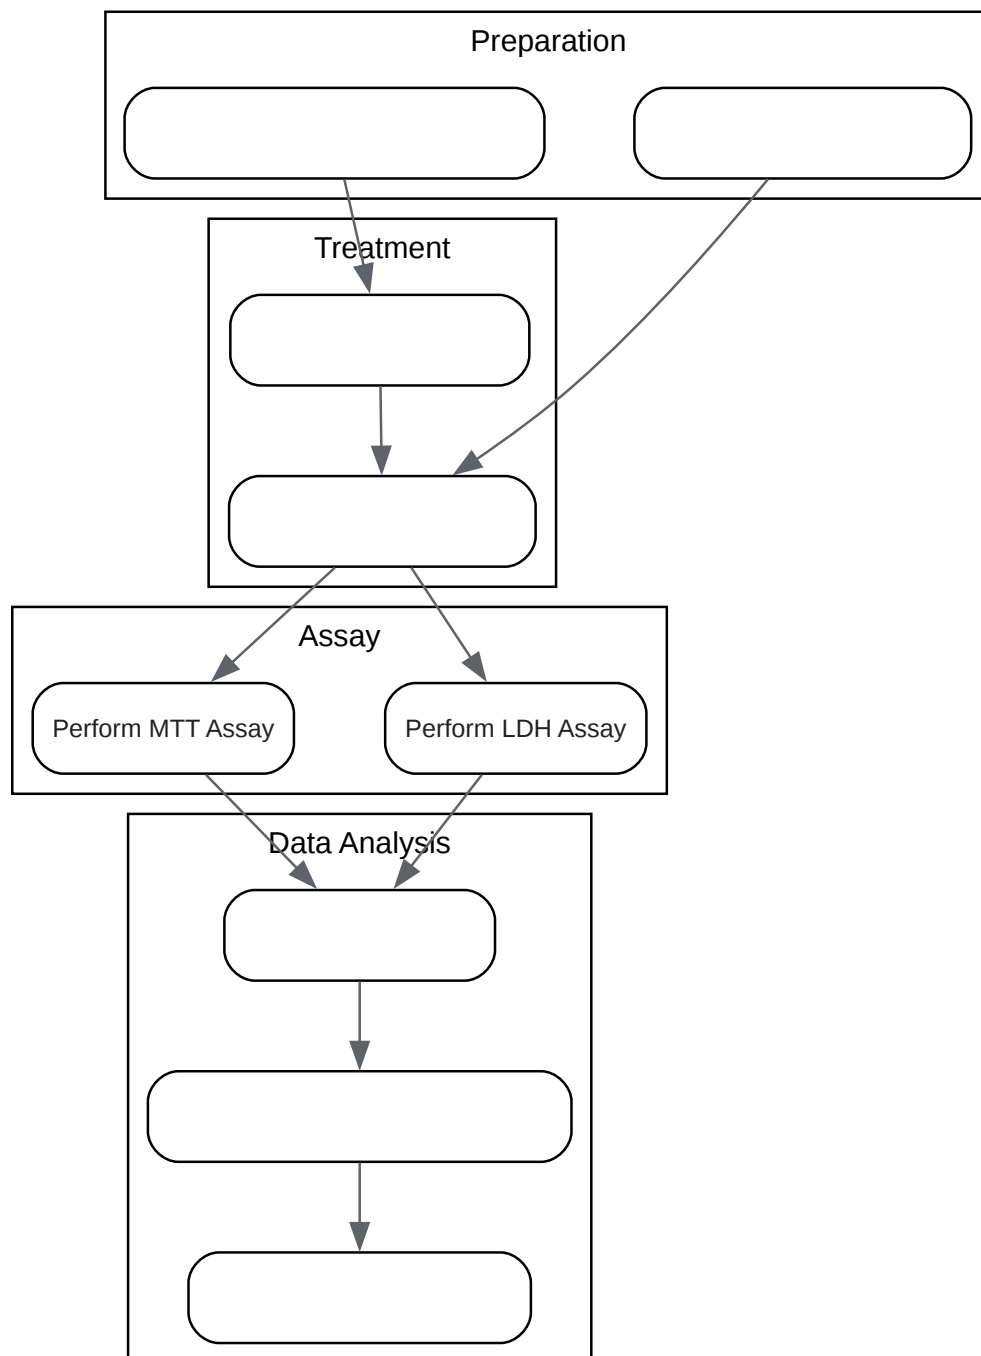 Preparation
Treatment
Assay
Perform MTT Assay
Perform LDH Assay
Data Analysis